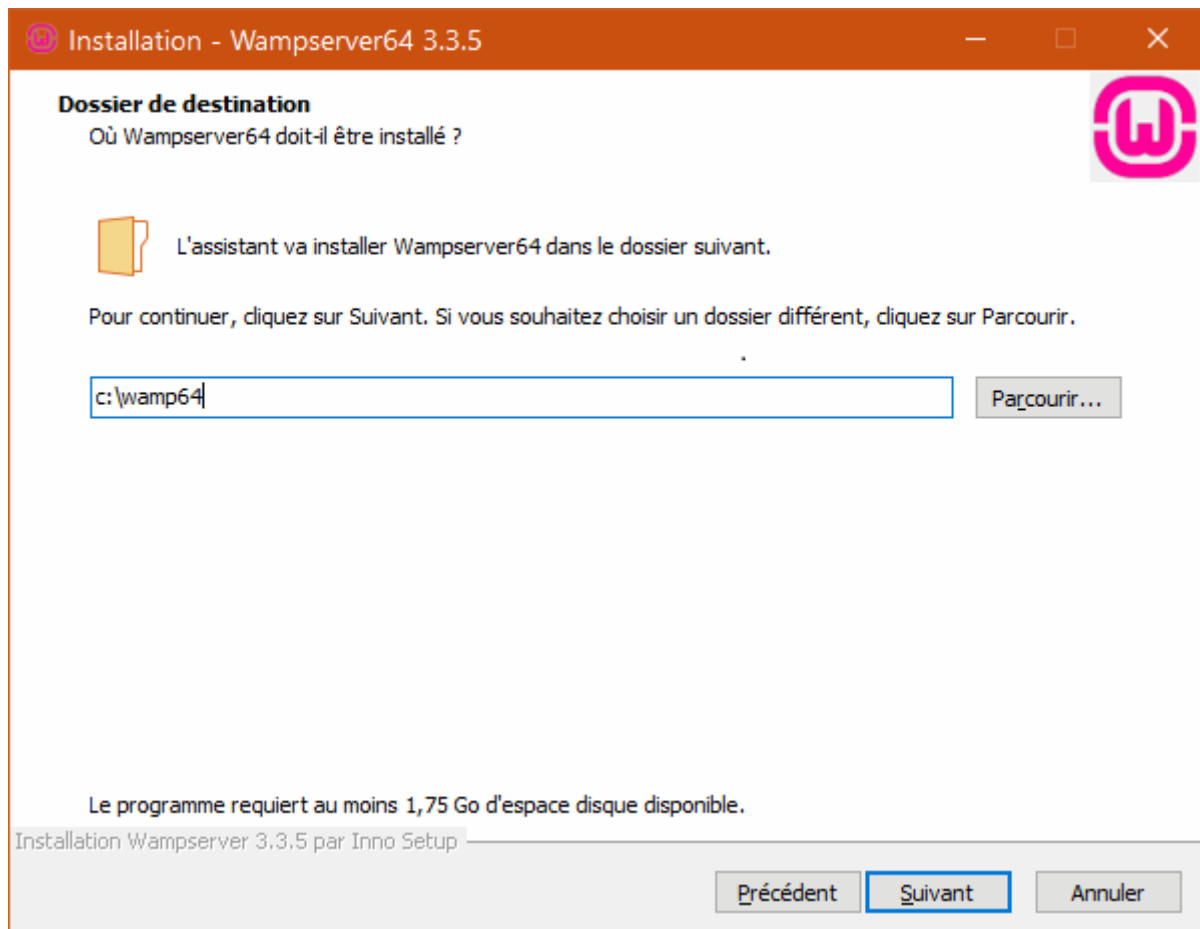 Installation - Wampserver64 3.3.5
Dossier de destination
Où Wampserver64 doit-il être installé ?
L'assistant va installer Wampserver64 dans le dossier suivant.
Pour continuer, cliquez sur Suivant. Si vous souhaitez choisir un dossier différent, cliquez sur Parcourir.
c:\wamp64
Parcourir...
Le programme requiert au moins 1,75 Go d'espace disque disponible.
Installation Wampserver 3.3.5 par Inno Setup
Précédent Suivant Annuler